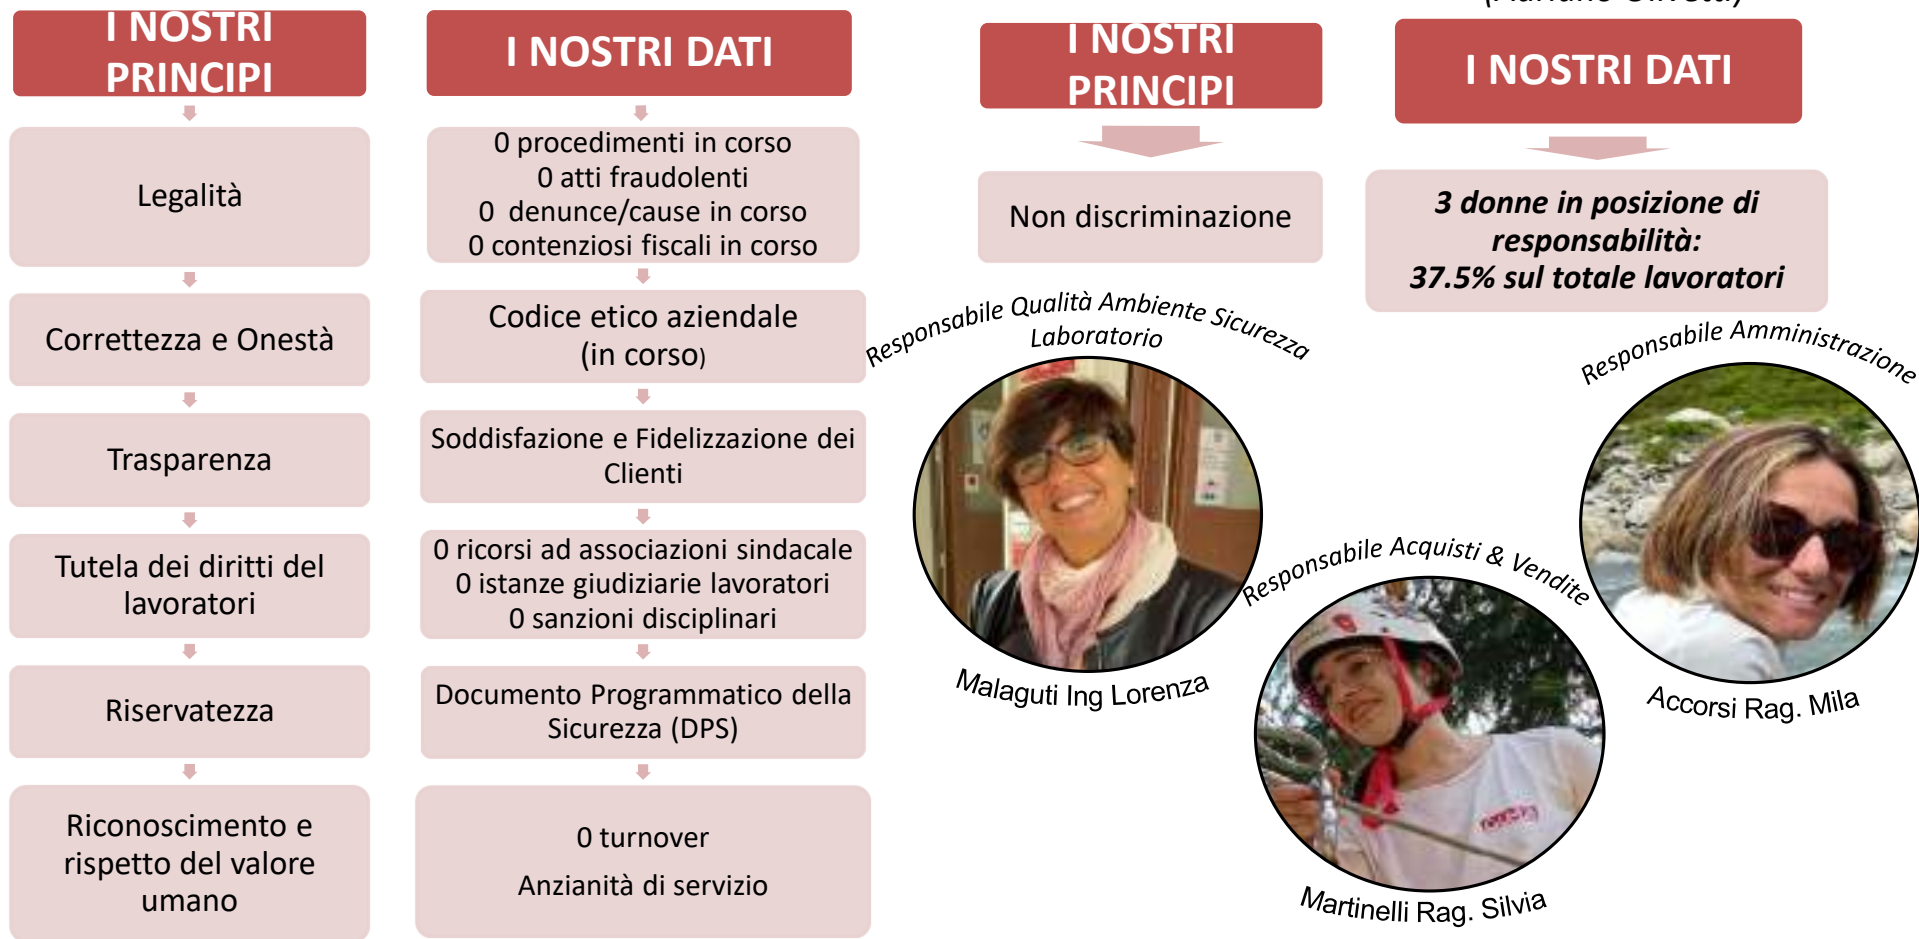 (Adriano Olivetti)
I NOSTRI
PRINCIPI
Legalità
Correttezza e Onestà
Trasparenza
Tutela dei diritti del
lavoratori
Riservatezza
Riconoscimento e
rispetto del valore
umano
I NOSTRI DATI
0 procedimenti in corso
0 atti fraudolenti
0 denunce/cause in corso
0 contenziosi fiscali in corso
Codice etico aziendale
(in corso)
Soddisfazione e Fidelizzazione dei
Clienti
0 ricorsi ad associazioni sindacale
0 istanze giudiziarie lavoratori
0 sanzioni disciplinari
Documento Programmatico della
Sicurezza (DPS)
0 turnover
Anzianità di servizio
I NOSTRI
PRINCIPI
Non discriminazione
I NOSTRI DATI
3 donne in posizione di
responsabilità:
37.5% sul totale lavoratori
Responsabile Qualità Ambiente Sicurezza
Laboratorio
Malaguti Ing Lorenza
Responsabile Acquisti & Vendite
Martinelli Rag. Silvia
Responsabile Amministrazione
Accorsi Rag. Mila